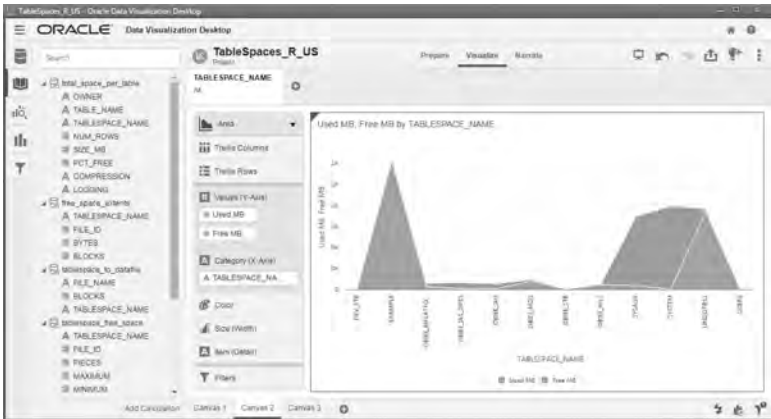 TableSpaces_R_US - Oracle Data Visualization Desktop
ORACLE Data Visualization Desktop
Search
TableSpaces_R_US
Project
Prepare Visualize Narrate
total_space_per_table
OWNER
TABLE_NAME
TABLESPACE_NAME
NUM_ROWS
SIZE_MB
PCT_FREE
COMPRESSION
LOGGING
free_space_extents
TABLESPACE_NAME
FILE_ID
BYTES
BLOCKS
tablespace_to_datafile
FILE_NAME
BLOCKS
TABLESPACE_NAME
tablespace_free_space
TABLESPACE_NAME
FILE_ID
PIECES
MAXIMUM
MINIMUM
Add Calculation
TABLESPACE_NAME
All
Area
Trellis Columns
Trellis Rows
Values (Y-Axis)
Used MB
Free MB
Category (X-Axis)
TABLESPACE_NA...
Color
Size (Width)
Item (Detail)
Filters
Used MB, Free MB by TABLESPACE_NAME
Used MB, Free MB
EXAMPLE
SYSAUX
SYSTEM
USERS
TABLESPACE_NAME
Used MB Free MB
Canvas 1 Canvas 2 Canvas 3